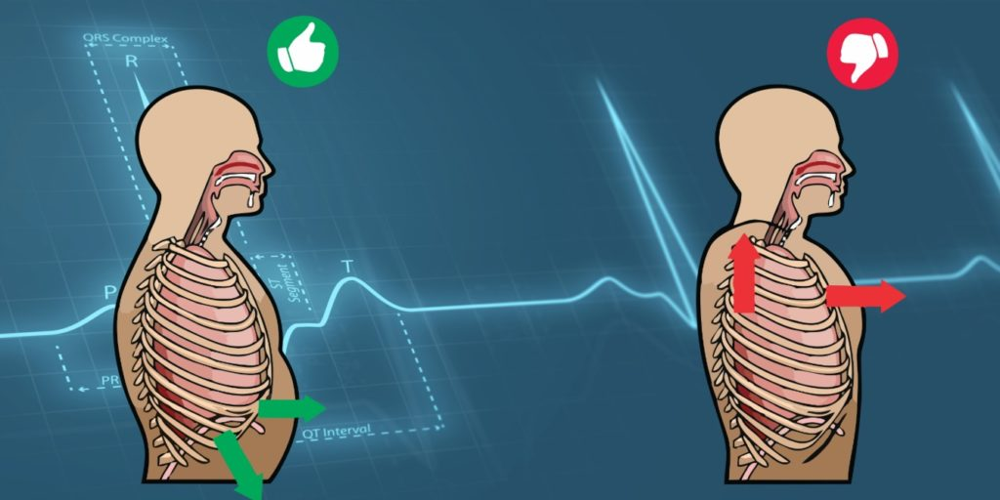 QRS Complex
R
P
ST
Segment
T
PR
QT Interval